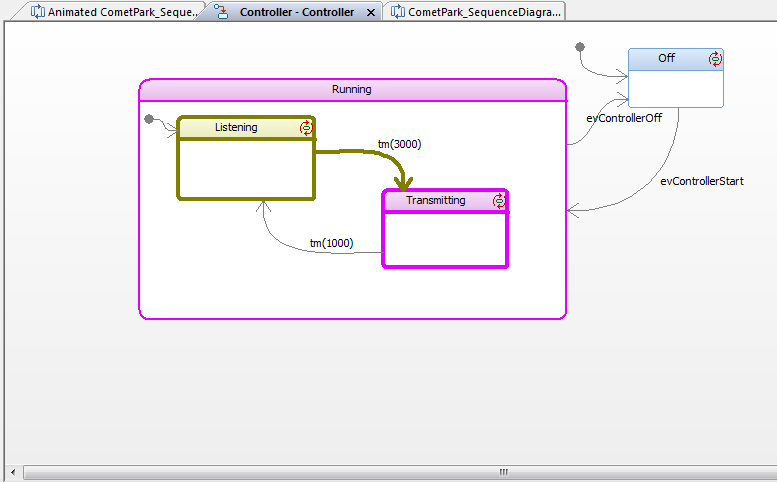 Animated CometPark_Seque...
Controller - Controller
CometPark_SequenceDiagra...
Off
Running
evControllerOff
Listening
tm(3000)
evControllerStart
Transmitting
tm(1000)